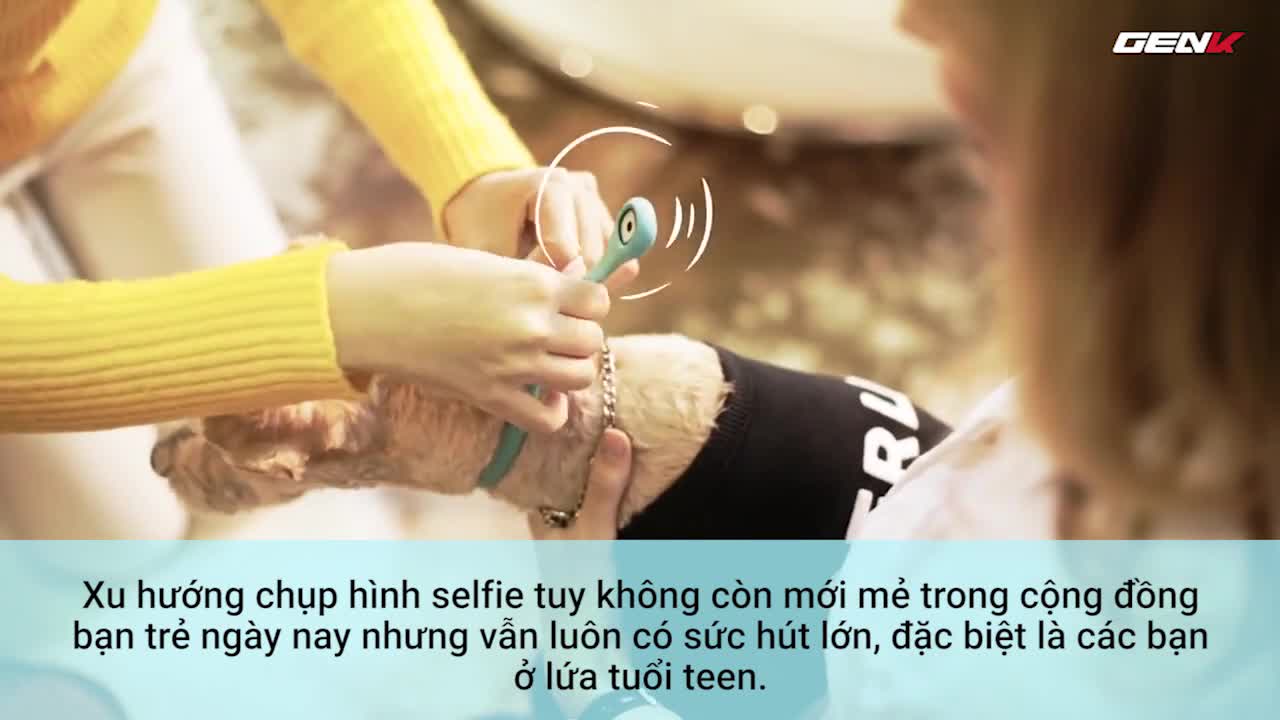 GENK
ERU
Xu hướng chụp hình selfie tuy không còn mới mẻ trong cộng đồng
bạn trẻ ngày nay nhưng vẫn luôn có sức hút lớn, đặc biệt là các bạn
ở lứa tuổi teen.